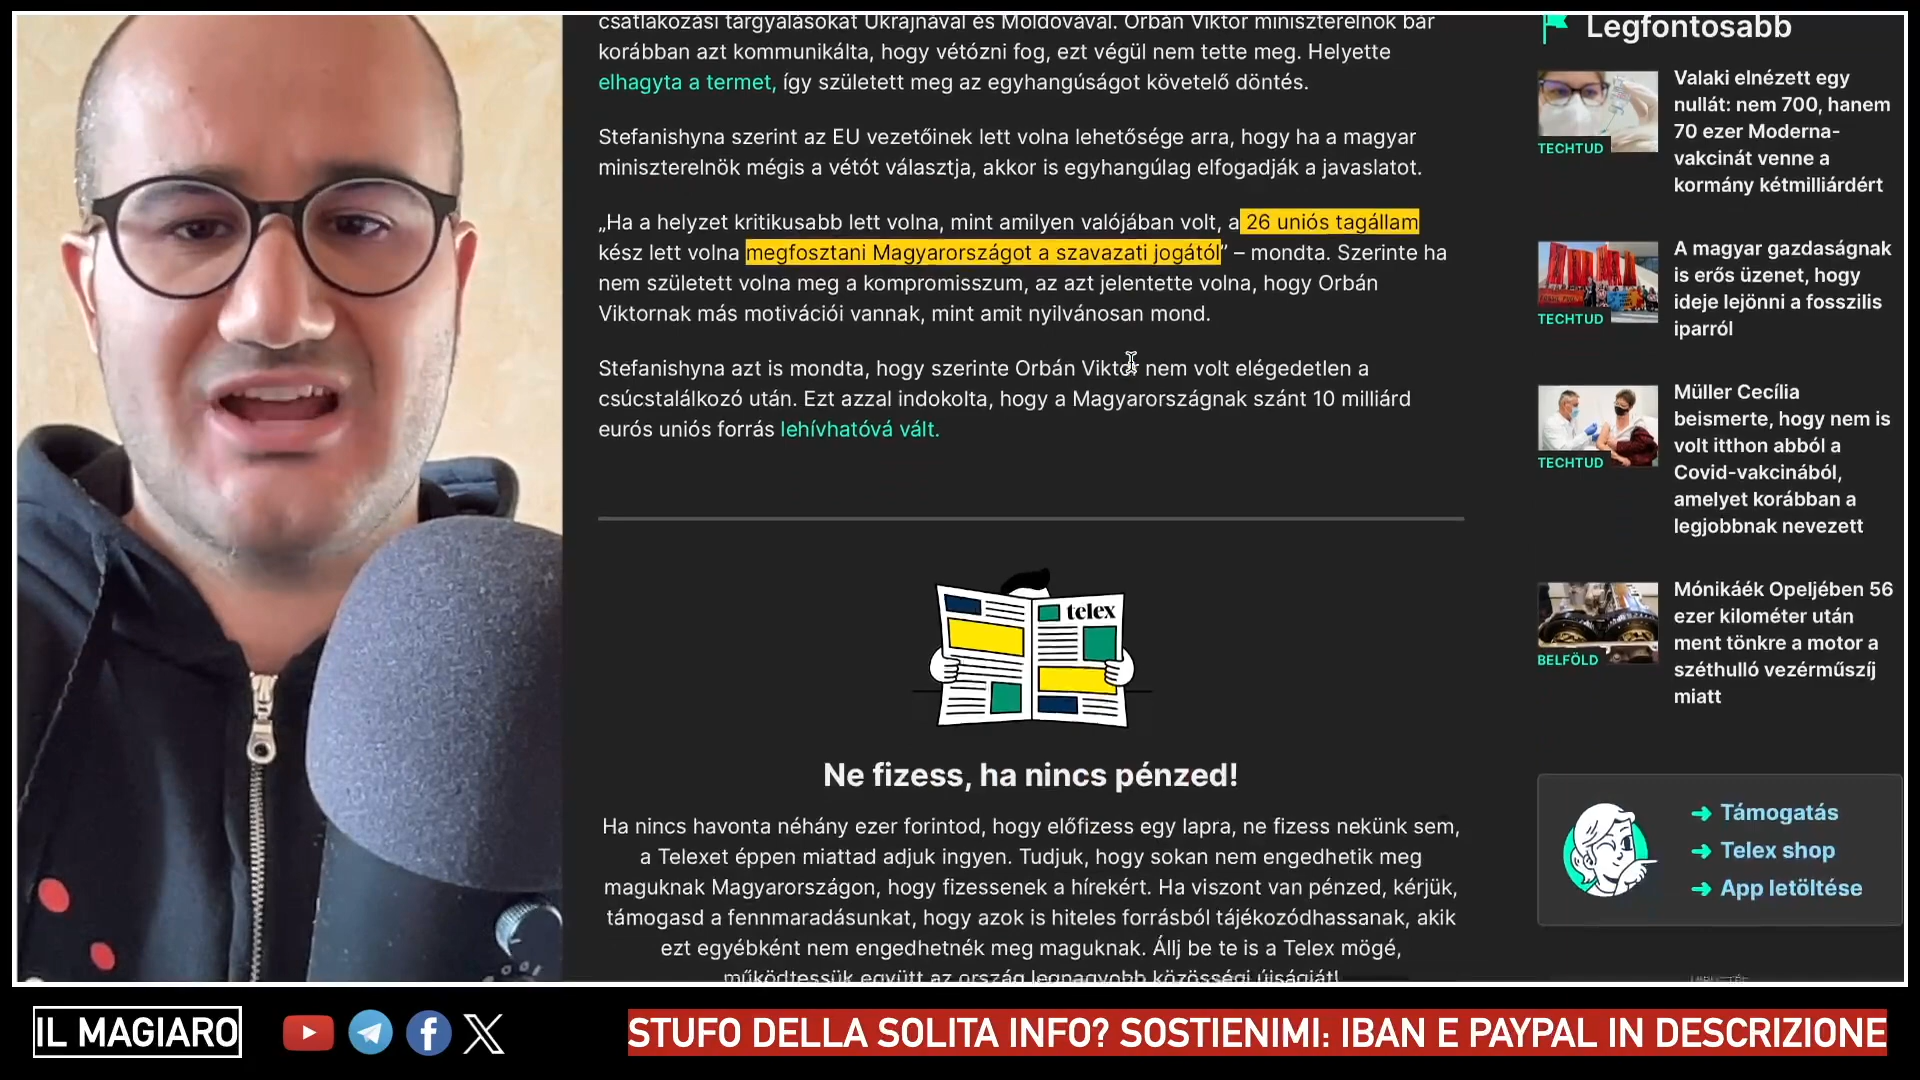 csatlakozási tárgyalásokat Ukrajnával és Moldovával. Orbán Viktor miniszterelnök bár
korábban azt kommunikálta, hogy vétózni fog, ezt végül nem tette meg. Helyette
elhagyta a termet, így született meg az egyhangúságot követelő döntés.
Stefanishyna szerint az EU vezetőinek lett volna lehetősége arra, hogy ha a magyar
miniszterelnök mégis a vétót választja, akkor is egyhangúlag elfogadják a javaslatot.
„Ha a helyzet kritikusabb lett volna, mint amilyen valójában volt, a 26 uniós tagállam
kész lett volna megfosztani Magyarországot a szavazati jogától” – mondta. Szerinte ha
nem született volna meg a kompromisszum, az azt jelentette volna, hogy Orbán
Viktornak más motivációi vannak, mint amit nyilvánosan mond.
Stefanishyna azt is mondta, hogy szerinte Orbán Viktor nem volt elégedetlen a
csúcstalálkozó után. Ezt azzal indokolta, hogy a Magyarországnak szánt 10 milliárd
eurós uniós forrás lehívhatóvá vált.
telex
Ne fizess, ha nincs pénzed!
Ha nincs havonta néhány ezer forintod, hogy előfizess egy lapra, ne fizess nekünk sem,
a Telexet éppen miattad adjuk ingyen. Tudjuk, hogy sokan nem engedhetik meg
maguknak Magyarországon, hogy fizessenek a hírekért. Ha viszont van pénzed, kérjük,
támogasd a fennmaradásunkat, hogy azok is hiteles forrásból tájékozódhassanak, akik
ezt egyébként nem engedhetnék meg maguknak. Állj be te is a Telex mögé,
működtessük együtt az ország legnagyobb közösségi újságját!
Legfontosabb
Valaki elnézett egy
nullát: nem 700, hanem
70 ezer Moderna-
vakcinát venne a
kormány kétmilliárdért
TECHTUD
A magyar gazdaságnak
is erős üzenet, hogy
ideje lejönni a fosszilis
iparról
TECHTUD
Müller Cecília
beismerte, hogy nem is
volt itthon abból a
Covid-vakcinából,
amelyet korábban a
legjobbnak nevezett
TECHTUD
Mónikáék Opeljében 56
ezer kilométer után
ment tönkre a motor a
széthulló vezérműszíj
miatt
BELFÖLD
Támogatás
Telex shop
App letöltése
IL MAGIARO
STUFO DELLA SOLITA INFO? SOSTIENIMI: IBAN E PAYPAL IN DESCRIZIONE